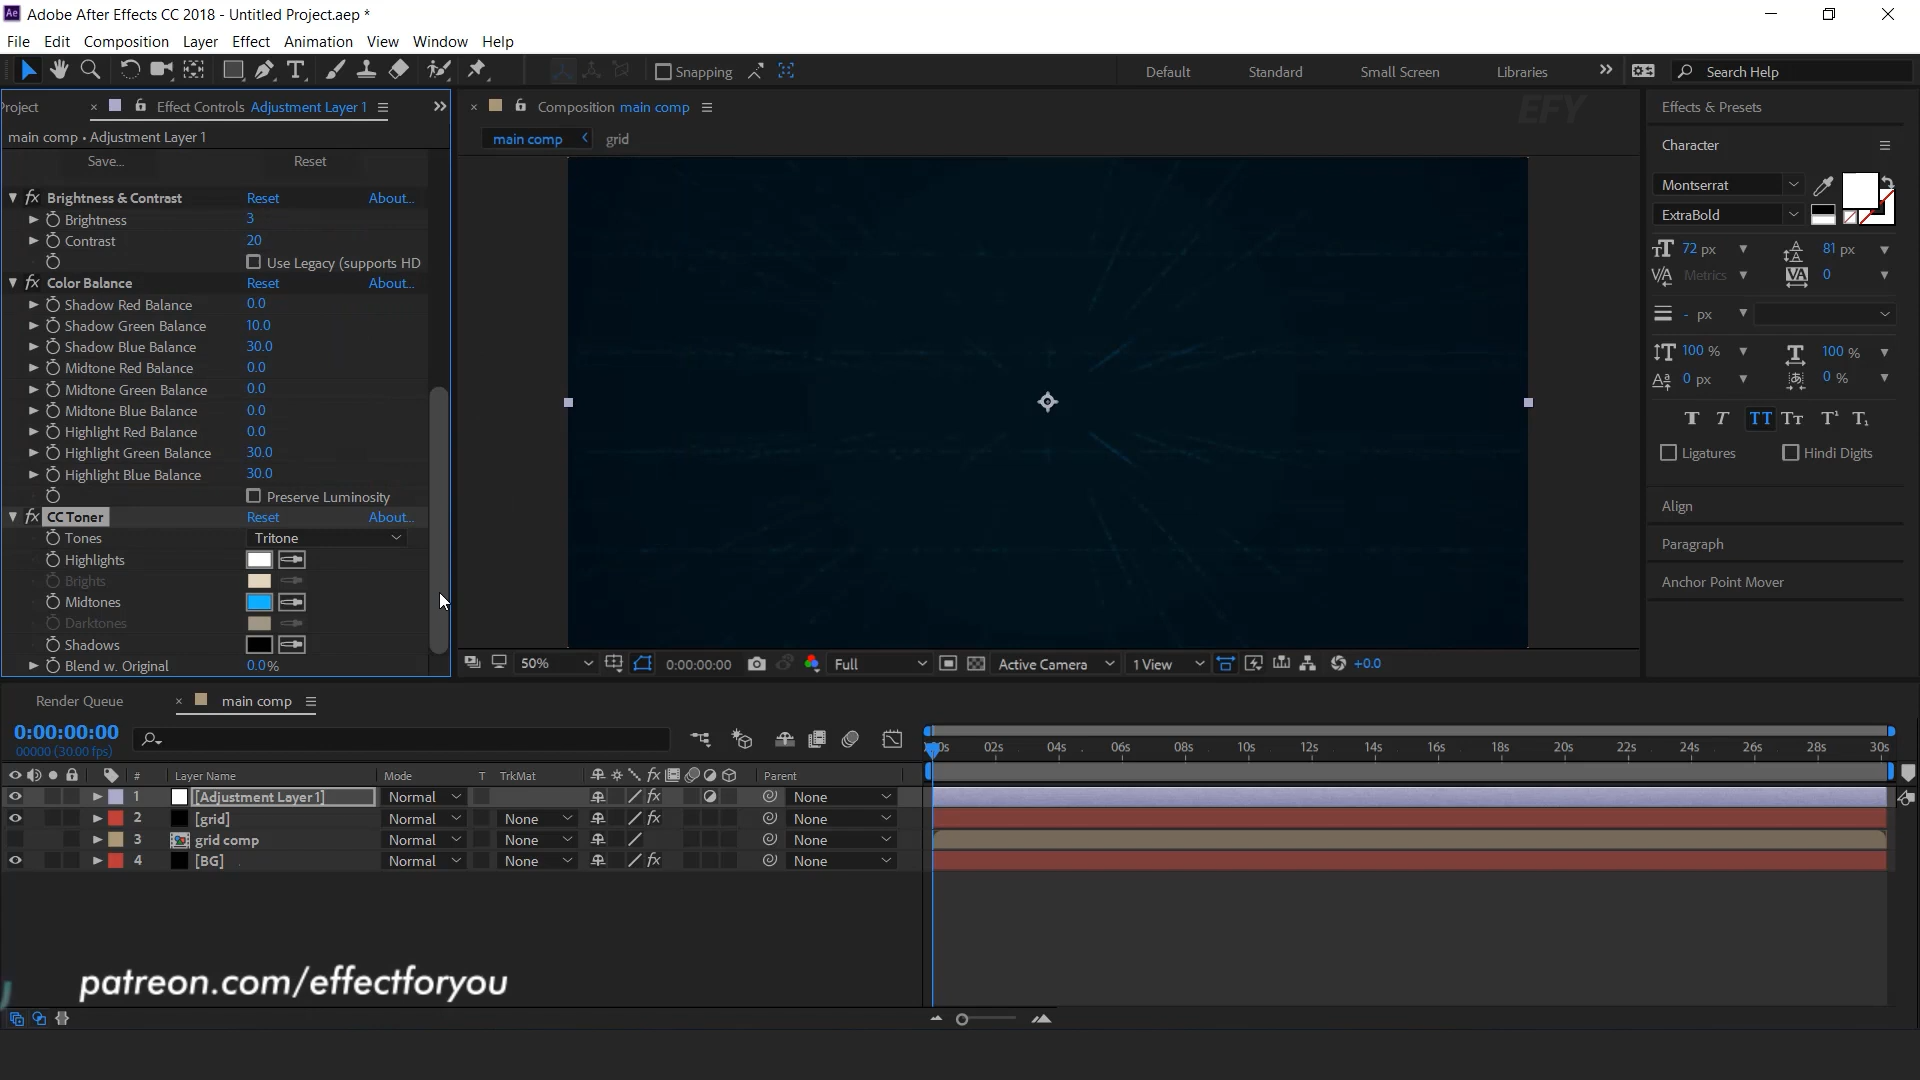 Adobe After Effects CC 2018 - Untitled Project.aep *
File Edit Composition Layer Effect Animation View Window Help
Snapping
Default Standard Small Screen Libraries Search Help
roject Effect Controls Adjustment Layer 1
main comp • Adjustment Layer 1
Save... Reset
Brightness & Contrast Reset About...
Brightness 3
Contrast 20
Use Legacy (supports HD
Color Balance Reset About...
Shadow Red Balance 0.0
Shadow Green Balance 10.0
Shadow Blue Balance 30.0
Midtone Red Balance 0.0
Midtone Green Balance 0.0
Midtone Blue Balance 0.0
Highlight Red Balance 0.0
Highlight Green Balance 30.0
Highlight Blue Balance 30.0
Preserve Luminosity
CC Toner Reset About...
Tones Tritone
Highlights
Brights
Midtones
Darktones
Shadows
Blend w. Original 0.0%
Composition main comp
EFY
main comp grid
50% 0:00:00:00 Full Active Camera 1 View +0.0
Effects & Presets
Character
Montserrat
ExtraBold
72 px 81 px
Metrics 0
- px
100 % 100 %
0 px 0 %
Ligatures Hindi Digits
Align
Paragraph
Anchor Point Mover
Render Queue main comp
0:00:00:00
00000 (30.00 fps)
0s 02s 04s 06s 08s 10s 12s 14s 16s 18s 20s 22s 24s 26s 28s 30s
# Layer Name Mode T TrkMat Parent
1 [Adjustment Layer 1] Normal None
2 [grid] Normal None None
3 grid comp Normal None None
4 [BG] Normal None None
patreon.com/effectforyou